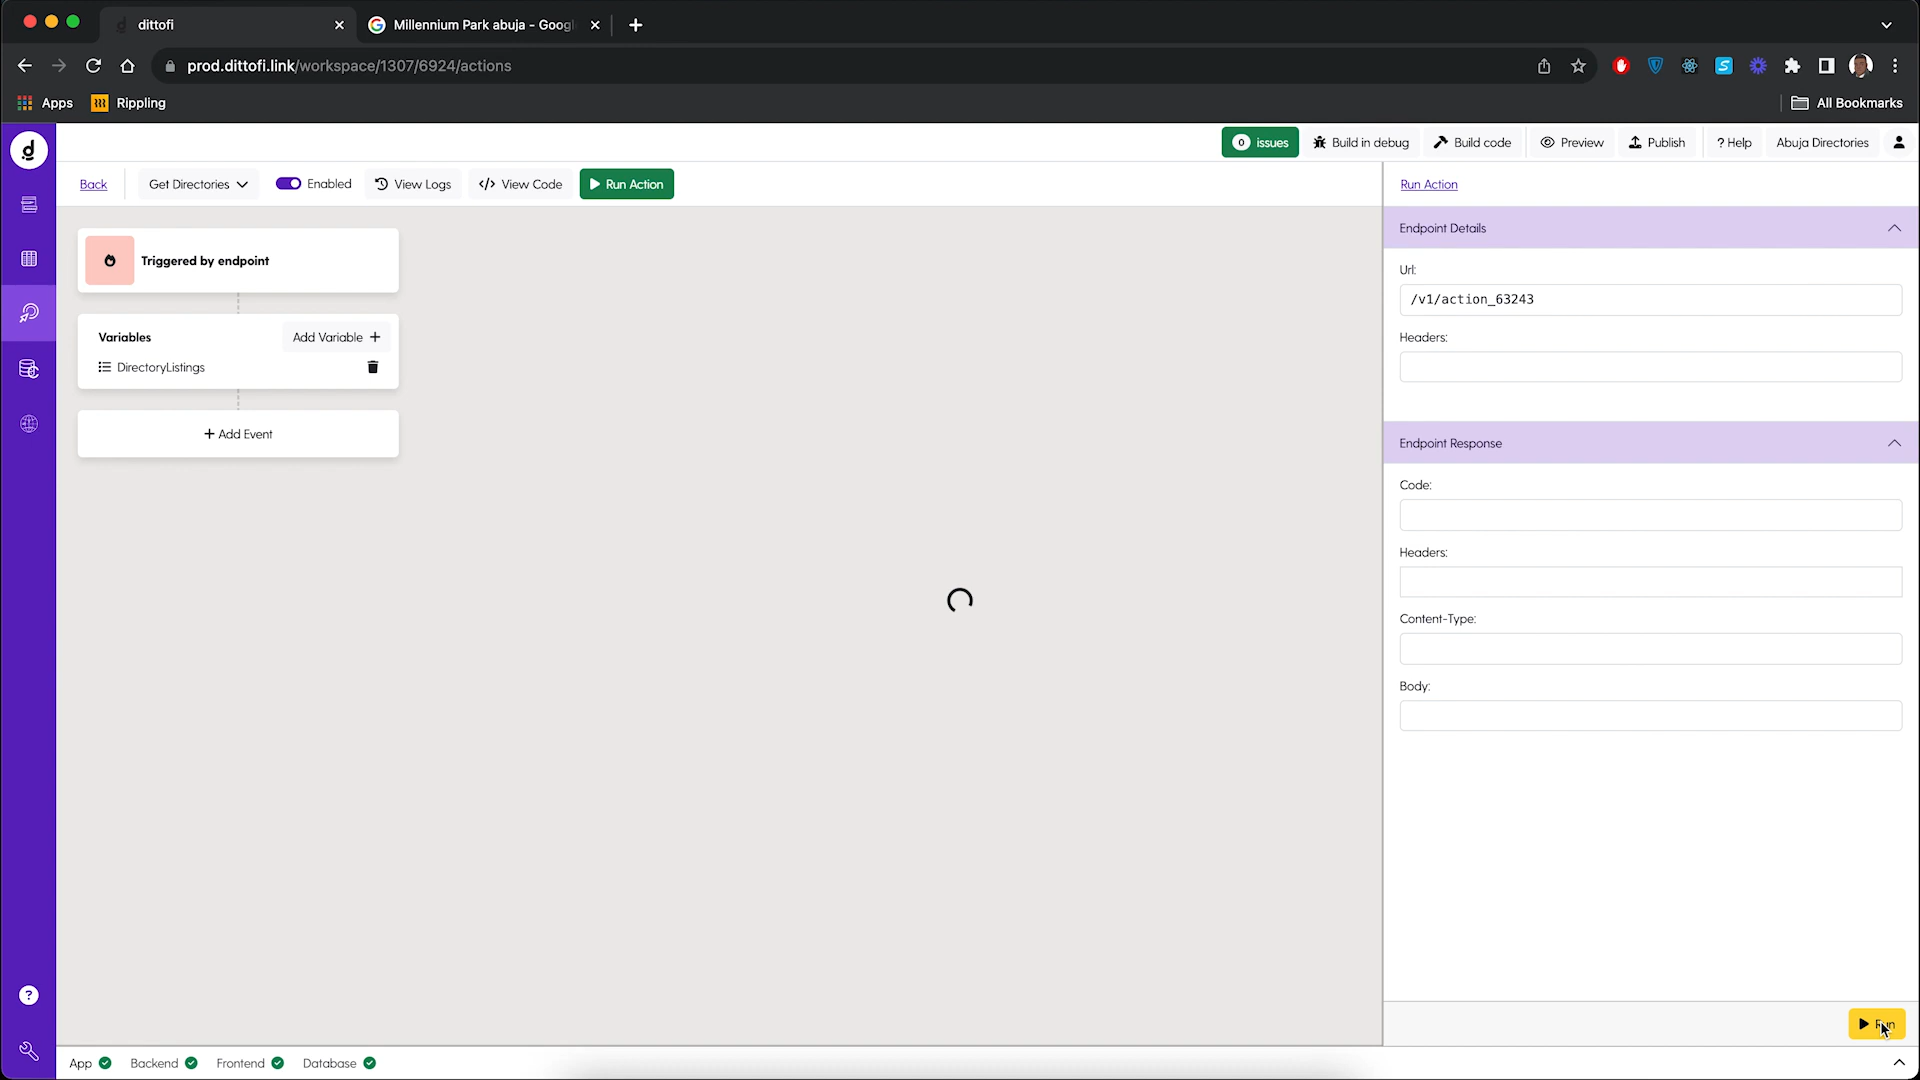 dittofi
Millennium Park abuja - Googl
prod.dittofi.link/workspace/1307/6924/actions
Apps
Rippling
All Bookmarks
0 issues
Build in debug
Build code
Preview
Publish
? Help
Abuja Directories
Back
Get Directories
Enabled
View Logs
</> View Code
Run Action
Run Action
Triggered by endpoint
Variables
Add Variable +
DirectoryListings
+ Add Event
Endpoint Details
Url:
/v1/action_63243
Headers:
Endpoint Response
Code:
Headers:
Content-Type:
Body:
Run
App
Backend
Frontend
Database